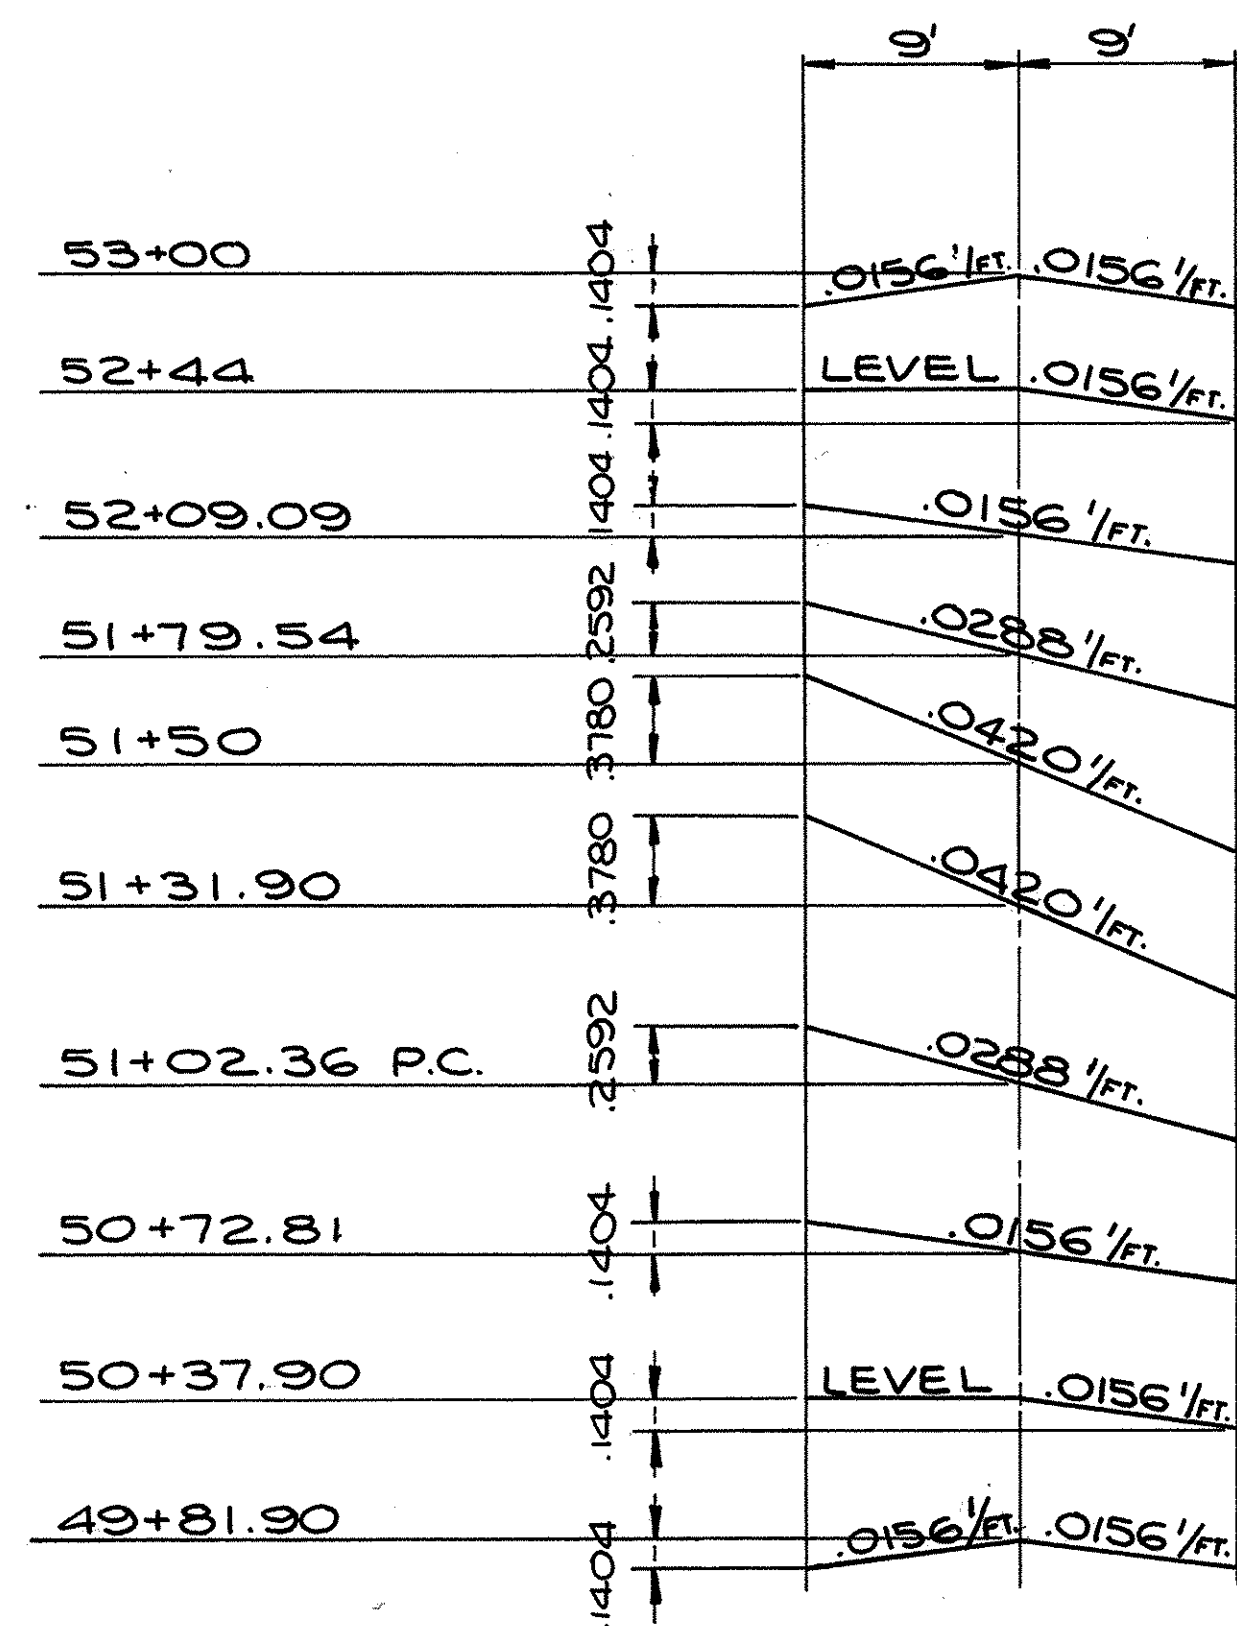 9' 9'
53+00 .1404 .0156'/FT. .0156'/FT.
52+44 .1404 LEVEL .0156'/FT.
52+09.09 .1404 .0156'/FT.
51+79.54 .2592 .0288'/FT.
51+50 .3780 .0420'/FT.
51+31.90 .3780 .0420'/FT.
51+02.36 P.C. .2592 .0288'/FT.
50+72.81 .1404 .0156'/FT.
50+37.90 .1404 LEVEL .0156'/FT.
49+81.90 .1404 .0156'/FT. .0156'/FT.